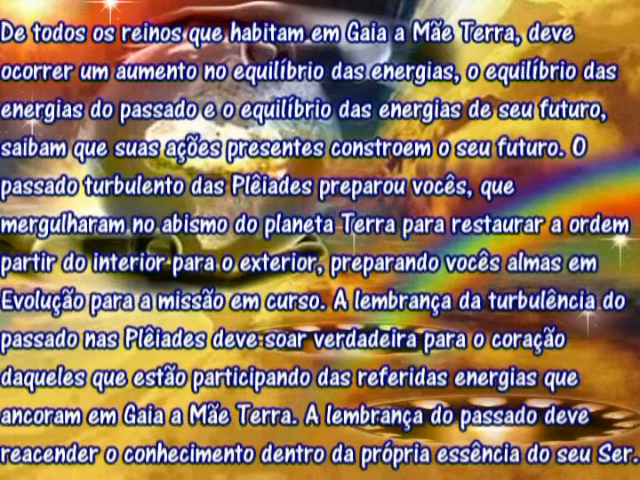 De todos os reinos que habitam em Gaia a Mãe Terra, deve
ocorrer um aumento no equilíbrio das energias, o equilíbrio das
energias do passado e o equilíbrio das energias de seu futuro,
saibam que suas ações presentes constroem o seu futuro. O
passado turbulento das Plêiades preparou vocês, que
mergulharam no abismo do planeta Terra para restaurar a ordem
partir do interior para o exterior, preparando vocês almas em
Evolução para a missão em curso. A lembrança da turbulência do
passado nas Plêiades deve soar verdadeira para o coração
daqueles que estão participando das referidas energias que
ancoram em Gaia a Mãe Terra. A lembrança do passado deve
reacender o conhecimento dentro da própria essência do seu Ser.